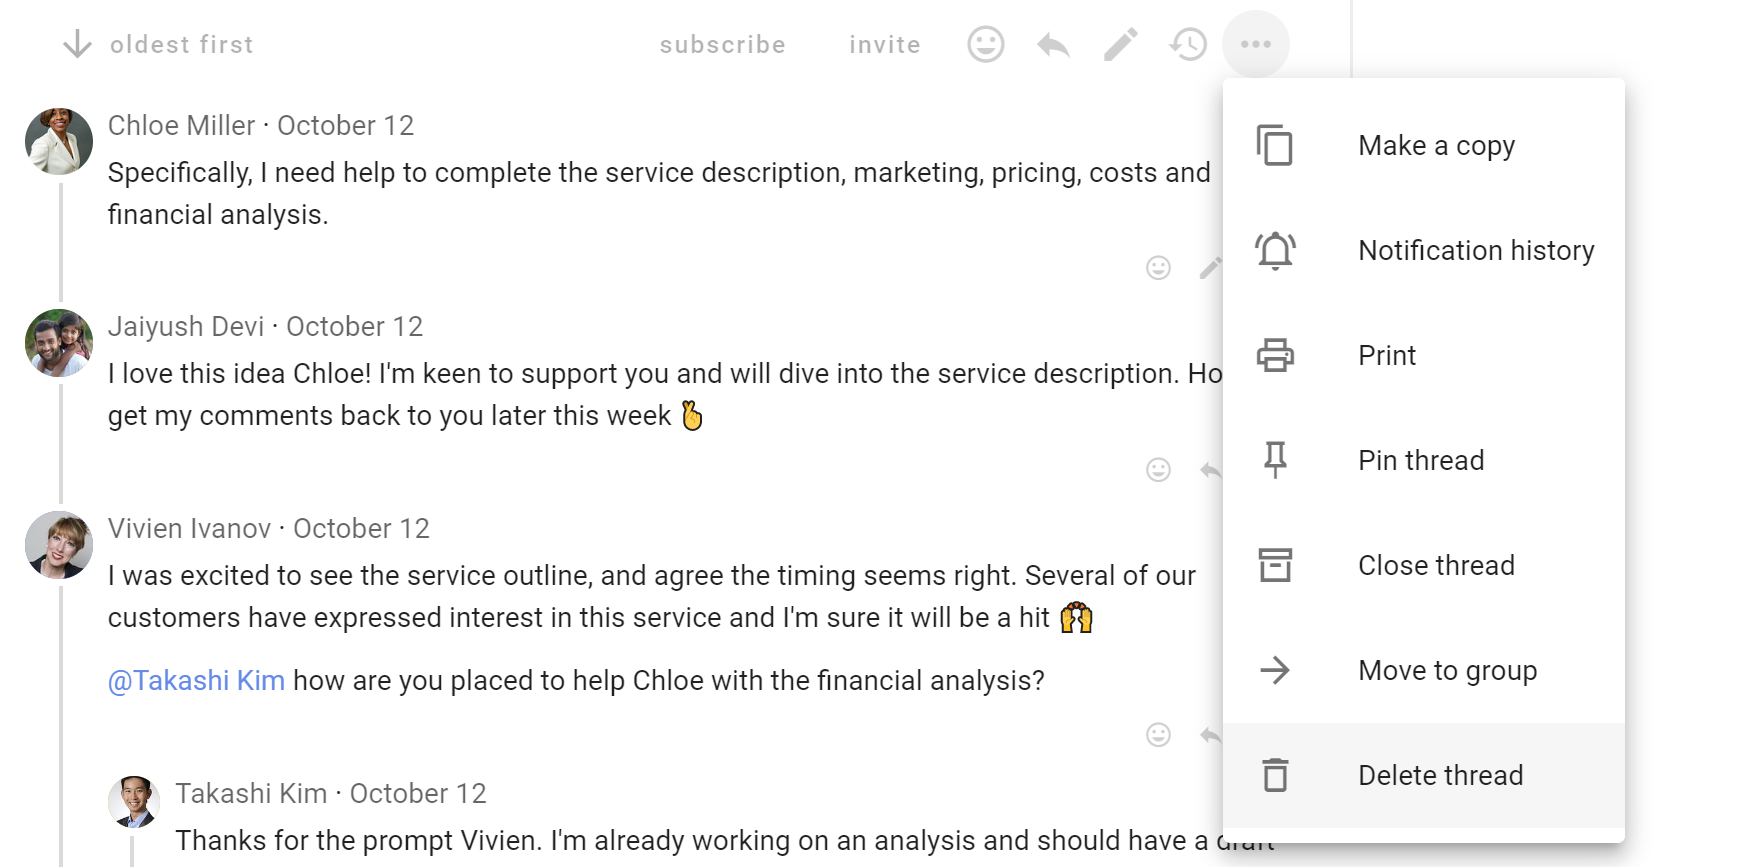 oldest first
subscribe
invite
Chloe Miller · October 12
Specifically, I need help to complete the service description, marketing, pricing, costs and
financial analysis.
Jaiyush Devi · October 12
I love this idea Chloe! I'm keen to support you and will dive into the service description.
get my comments back to you later this week 🫰
Vivien Ivanov · October 12
I was excited to see the service outline, and agree the timing seems right. Several of our
customers have expressed interest in this service and I'm sure it will be a hit 🙌
@Takashi Kim how are you placed to help Chloe with the financial analysis?
Takashi Kim · October 12
Thanks for the prompt Vivien. I'm already working on an analysis and should have a draft
Make a copy
Notification history
Print
Pin thread
Close thread
Move to group
Delete thread